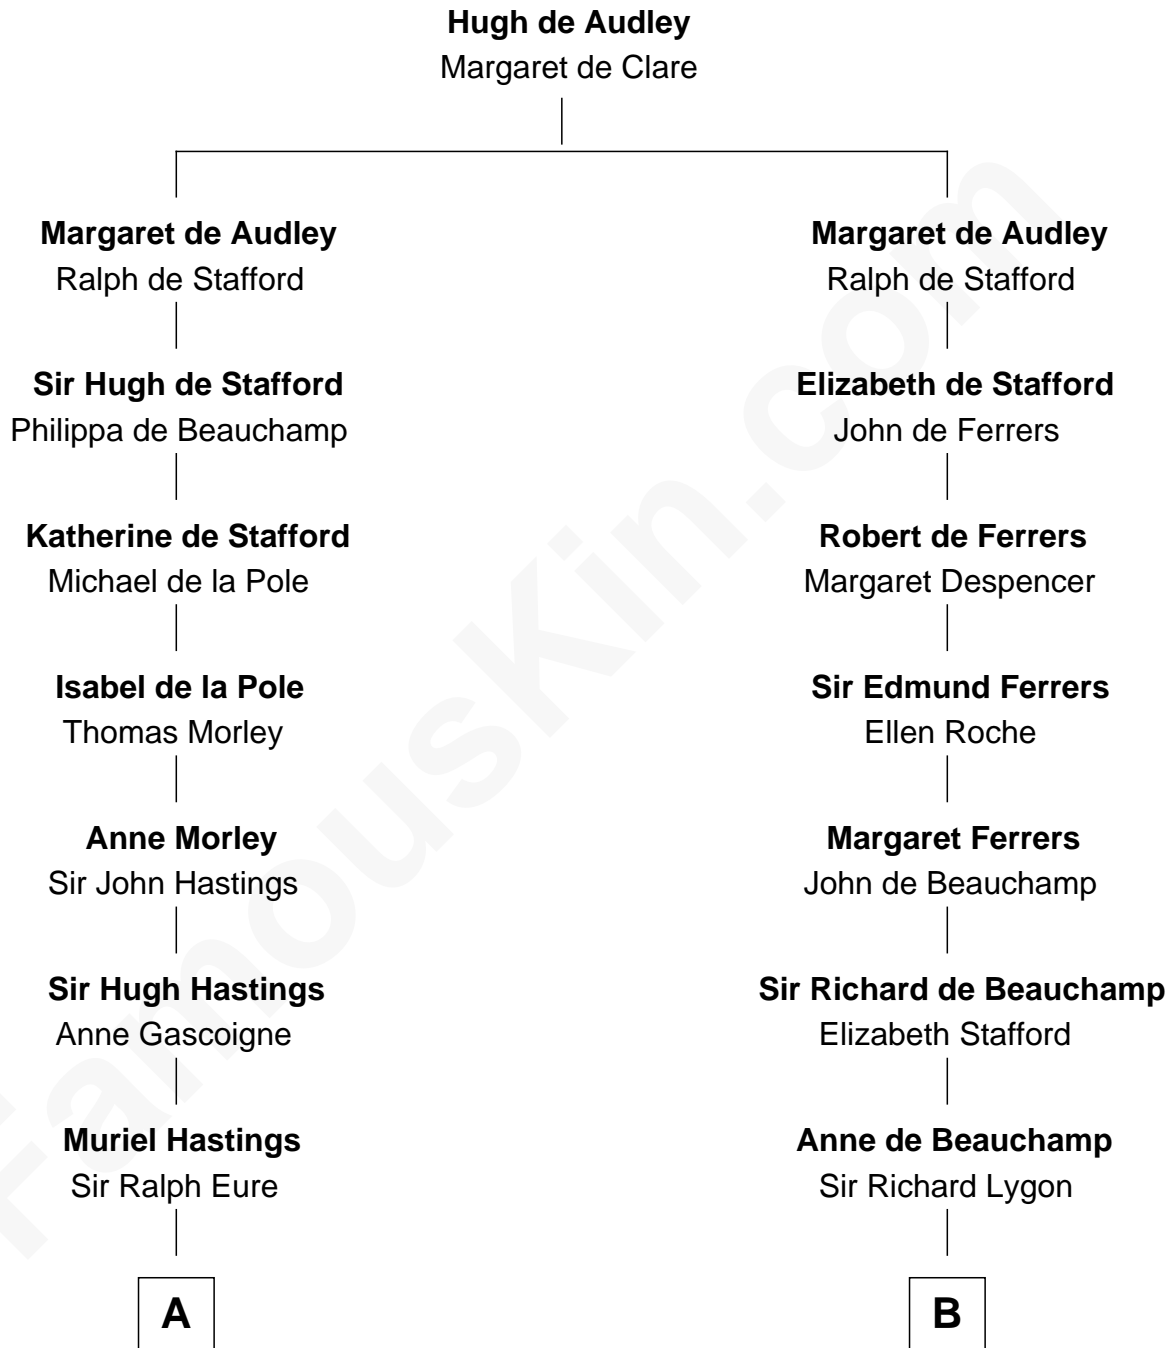 Hugh de Audley
Margaret de Clare
Margaret de Audley
Ralph de Stafford
Sir Hugh de Stafford
Philippa de Beauchamp
Katherine de Stafford
Michael de la Pole
Isabel de la Pole
Thomas Morley
Anne Morley
Sir John Hastings
Sir Hugh Hastings
Anne Gascoigne
Muriel Hastings
Sir Ralph Eure
A
Margaret de Audley
Ralph de Stafford
Elizabeth de Stafford
John de Ferrers
Robert de Ferrers
Margaret Despencer
Sir Edmund Ferrers
Ellen Roche
Margaret Ferrers
John de Beauchamp
Sir Richard de Beauchamp
Elizabeth Stafford
Anne de Beauchamp
Sir Richard Lygon
B
FamousKin.com